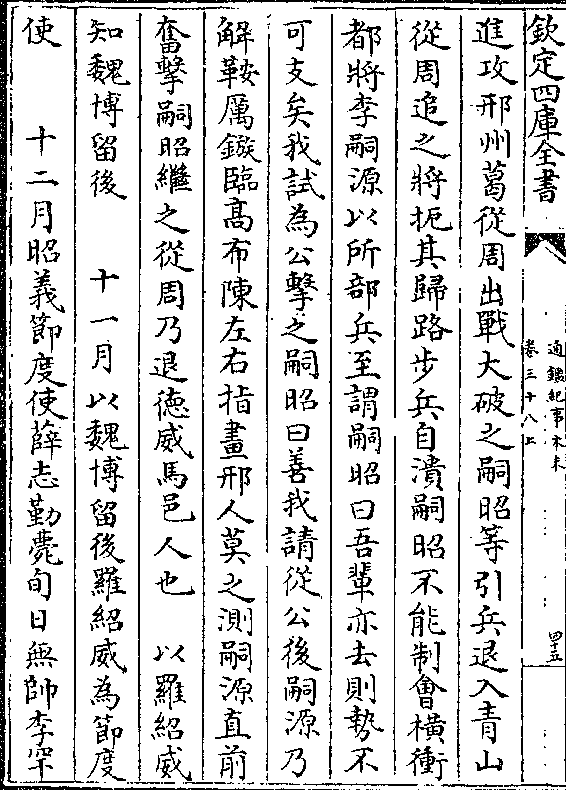 欽定四庫全書
通鑑紀事本末
卷三十八上
四十五
進攻邢州葛從周出戰大破之嗣昭等引兵退入青山
從周追之將扼其歸路步兵自潰嗣昭不能制會橫衝
都將李嗣源以所部兵至謂嗣昭曰吾輩亦去則勢不
可支矣我試為公擊之嗣昭曰善我請從公後嗣源乃
解鞍厲鏃臨高布陳左右指畫邢人莫之測嗣源直前
奮擊嗣昭繼之從周乃退德威馬邑人也　以羅紹威
知魏博留後　十一月以魏博留後羅紹威為節度
使　十二月昭義節度使薛志勤薨旬日無帥李罕